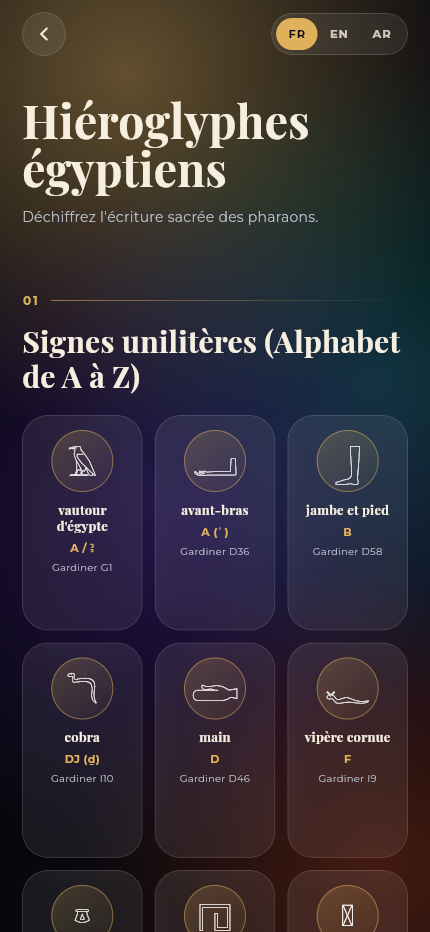 FR EN AR
Hiéroglyphes
égyptiens
Déchiffrez l'écriture sacrée des pharaons.
01
Signes unilitères (Alphabet
de A à Z)
vautour
d'égypte
A / ꜣ
Gardiner G1
avant-bras
A (ꜥ)
Gardiner D36
jambe et pied
B
Gardiner D58
cobra
DJ (ḏ)
Gardiner I10
main
D
Gardiner D46
vipère cornue
F
Gardiner I9